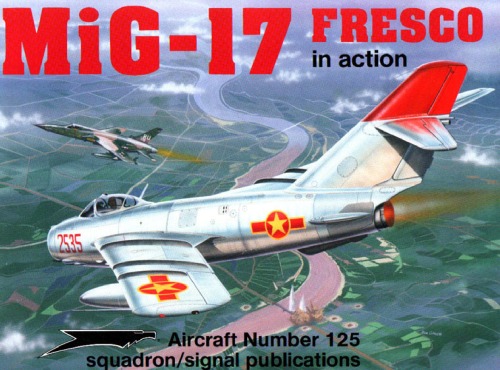 MiG-17 FRESCO
in action
2535
Aircraft Number 125
squadron/signal publications